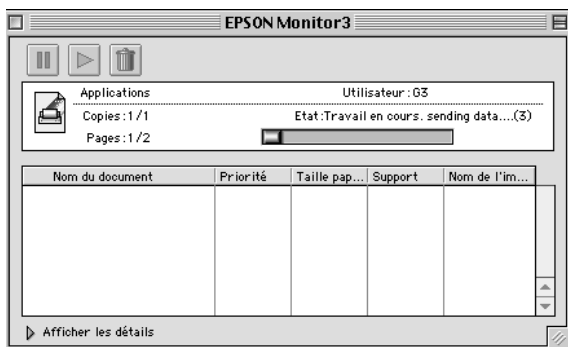 EPSON Monitor3
Applications
Utilisateur : G3
Copies : 1/1
Etat : Travail en cours. sending data....(3)
Pages : 1/2
Nom du document Priorité Taille pap... Support Nom de l'im...
Afficher les détails